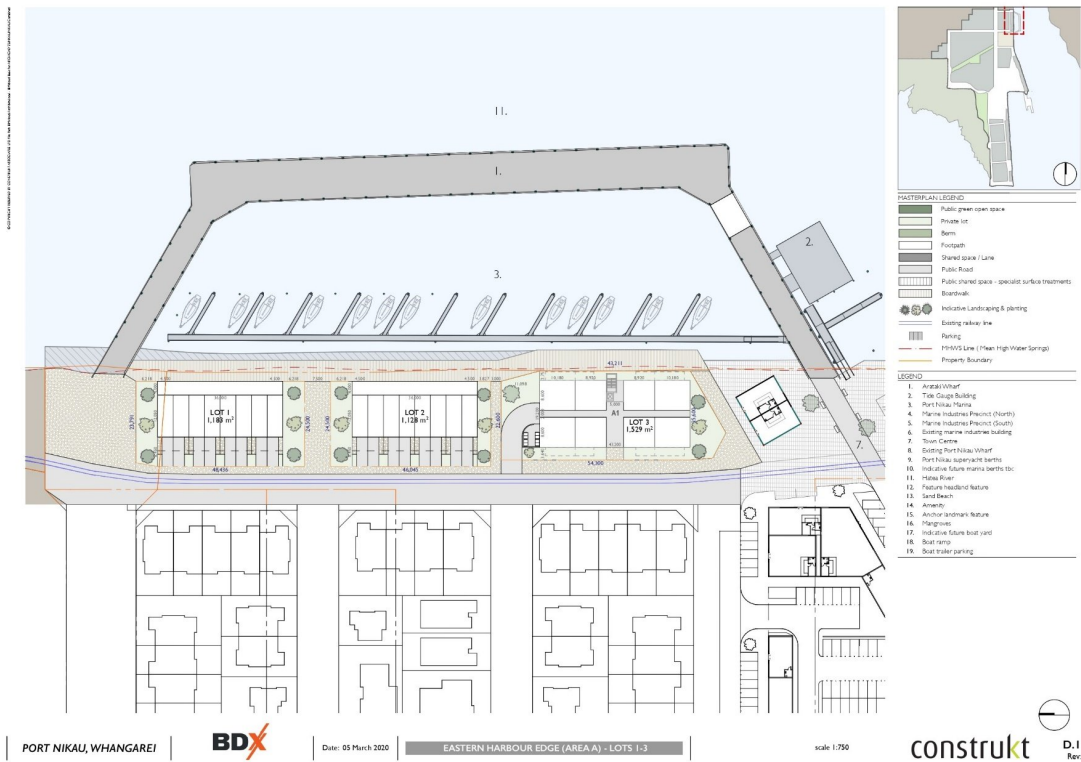 11.
1.
2.
3.
43,211
LOT 1
1,183 m²
LOT 2
1,128 m²
A1
LOT 3
1,529 m²
7.
48,436
46,045
54,300
MASTERPLAN LEGEND
Public green open space
Private lot
Berm
Footpath
Shared space / Lane
Public Road
Public shared space - specialist surface treatments
Boardwalk
Indicative Landscaping & planting
Existing railway line
Parking
MHWS Line ( Mean High Water Springs)
Property Boundary
LEGEND
1. Arataki Wharf
2. Tide Gauge Building
3. Port Nikau Marina
4. Marine Industries Precinct (North)
5. Marine Industries Precinct (South)
6. Existing marine industries building
7. Town Centre
8. Existing Port Nikau Wharf
9. Port Nikau superyacht berths
10. Indicative future marina berths tbc
11. Hatea River
12. Feature headland feature
13. Sand Beach
14. Amenity
15. Anchor landmark feature
16. Mangroves
17. Indicative future boat yard
18. Boat ramp
19. Boat trailer parking
PORT NIKAU, WHANGAREI
BDX
Date: 05 March 2020
EASTERN HARBOUR EDGE (AREA A) - LOTS 1-3
scale 1:750
construkt
D.1
Rev.